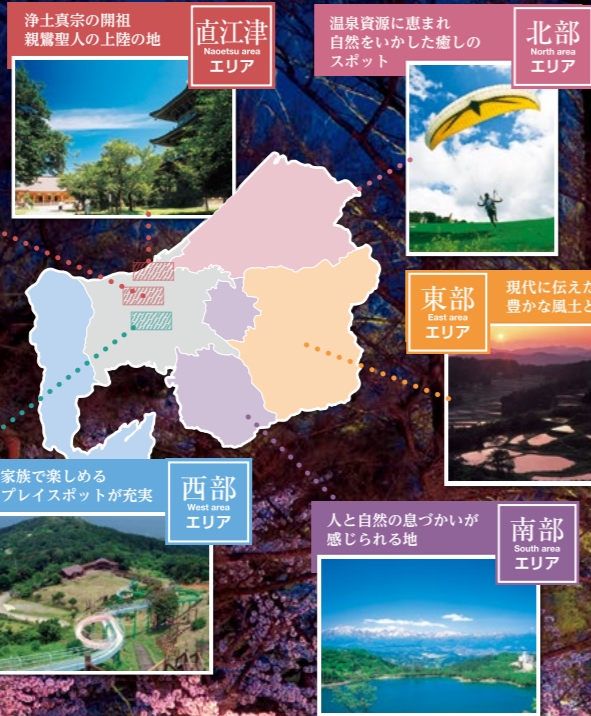 浄土真宗の開祖
親鸞聖人の上陸の地
直江津
Naoetsu area
エリア
温泉資源に恵まれ
自然をいかした癒しの
スポット
北部
North area
エリア
東部
East area
エリア
現代に伝えた
豊かな風土と
家族で楽しめる
プレイスポットが充実
西部
West area
エリア
人と自然の息づかいが
感じられる地
南部
South area
エリア